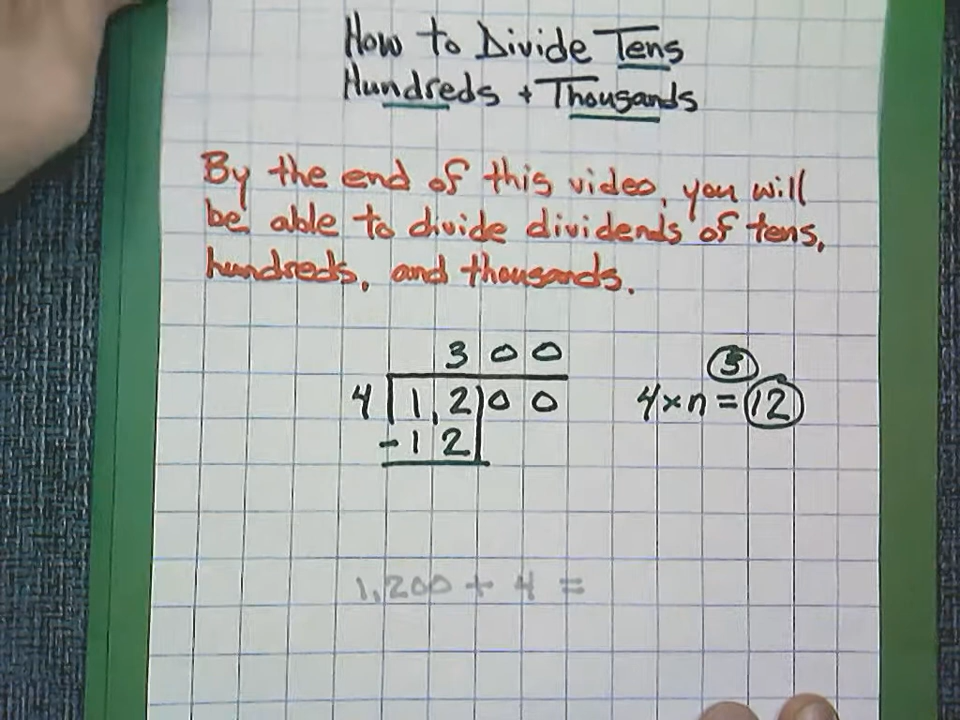 How to Divide Tens
Hundreds + Thousands
By the end of this video, you will
be able to divide dividends of tens,
hundreds, and thousands.
3 0 0
4 1,2 0 0
- 1 2
3
4 x n = 12
1,200 ÷ 4 =